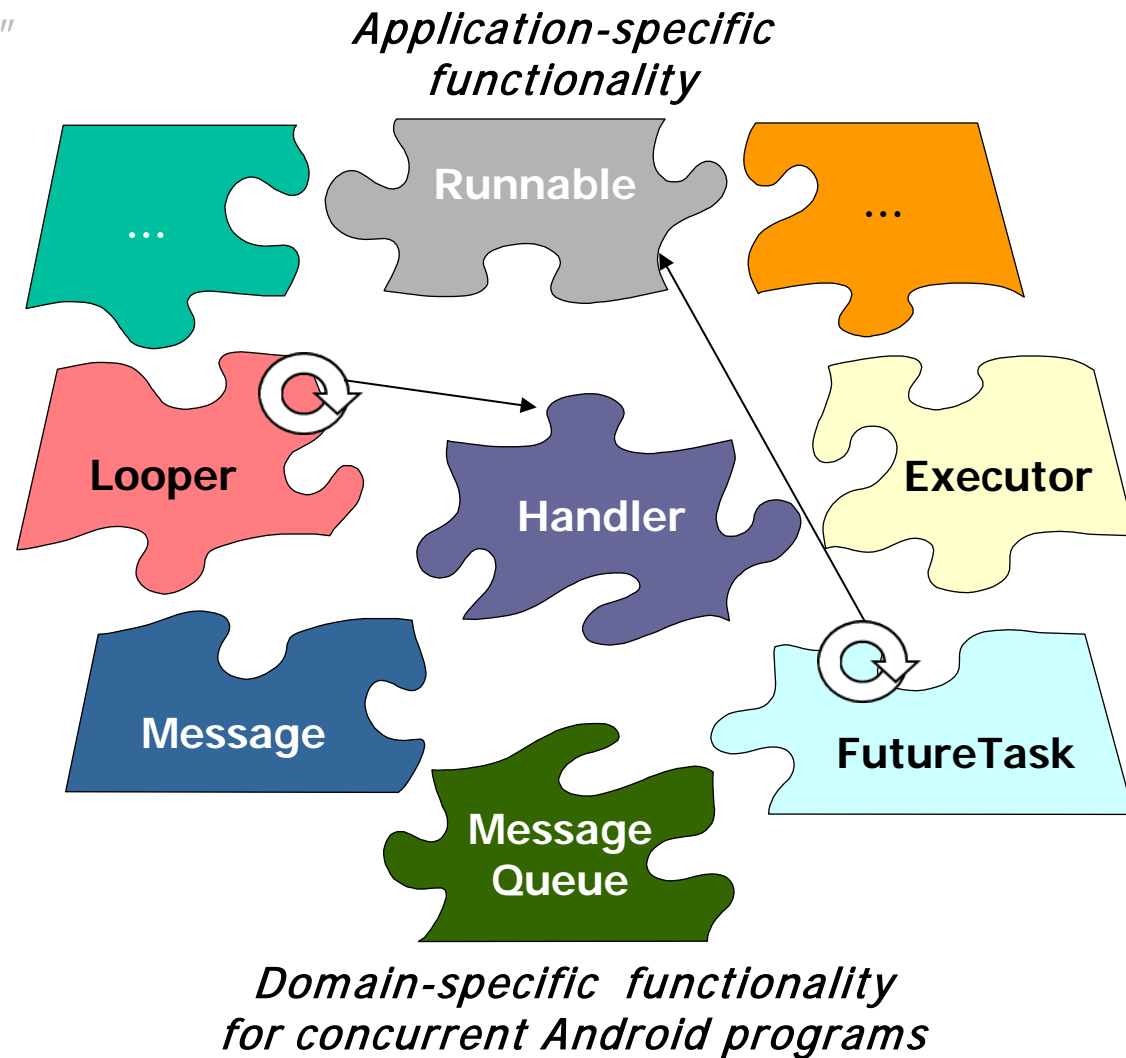 "
Application-specific
functionality
...
Runnable
...
Looper
Handler
Executor
Message
FutureTask
Message
Queue
Domain-specific functionality
for concurrent Android programs